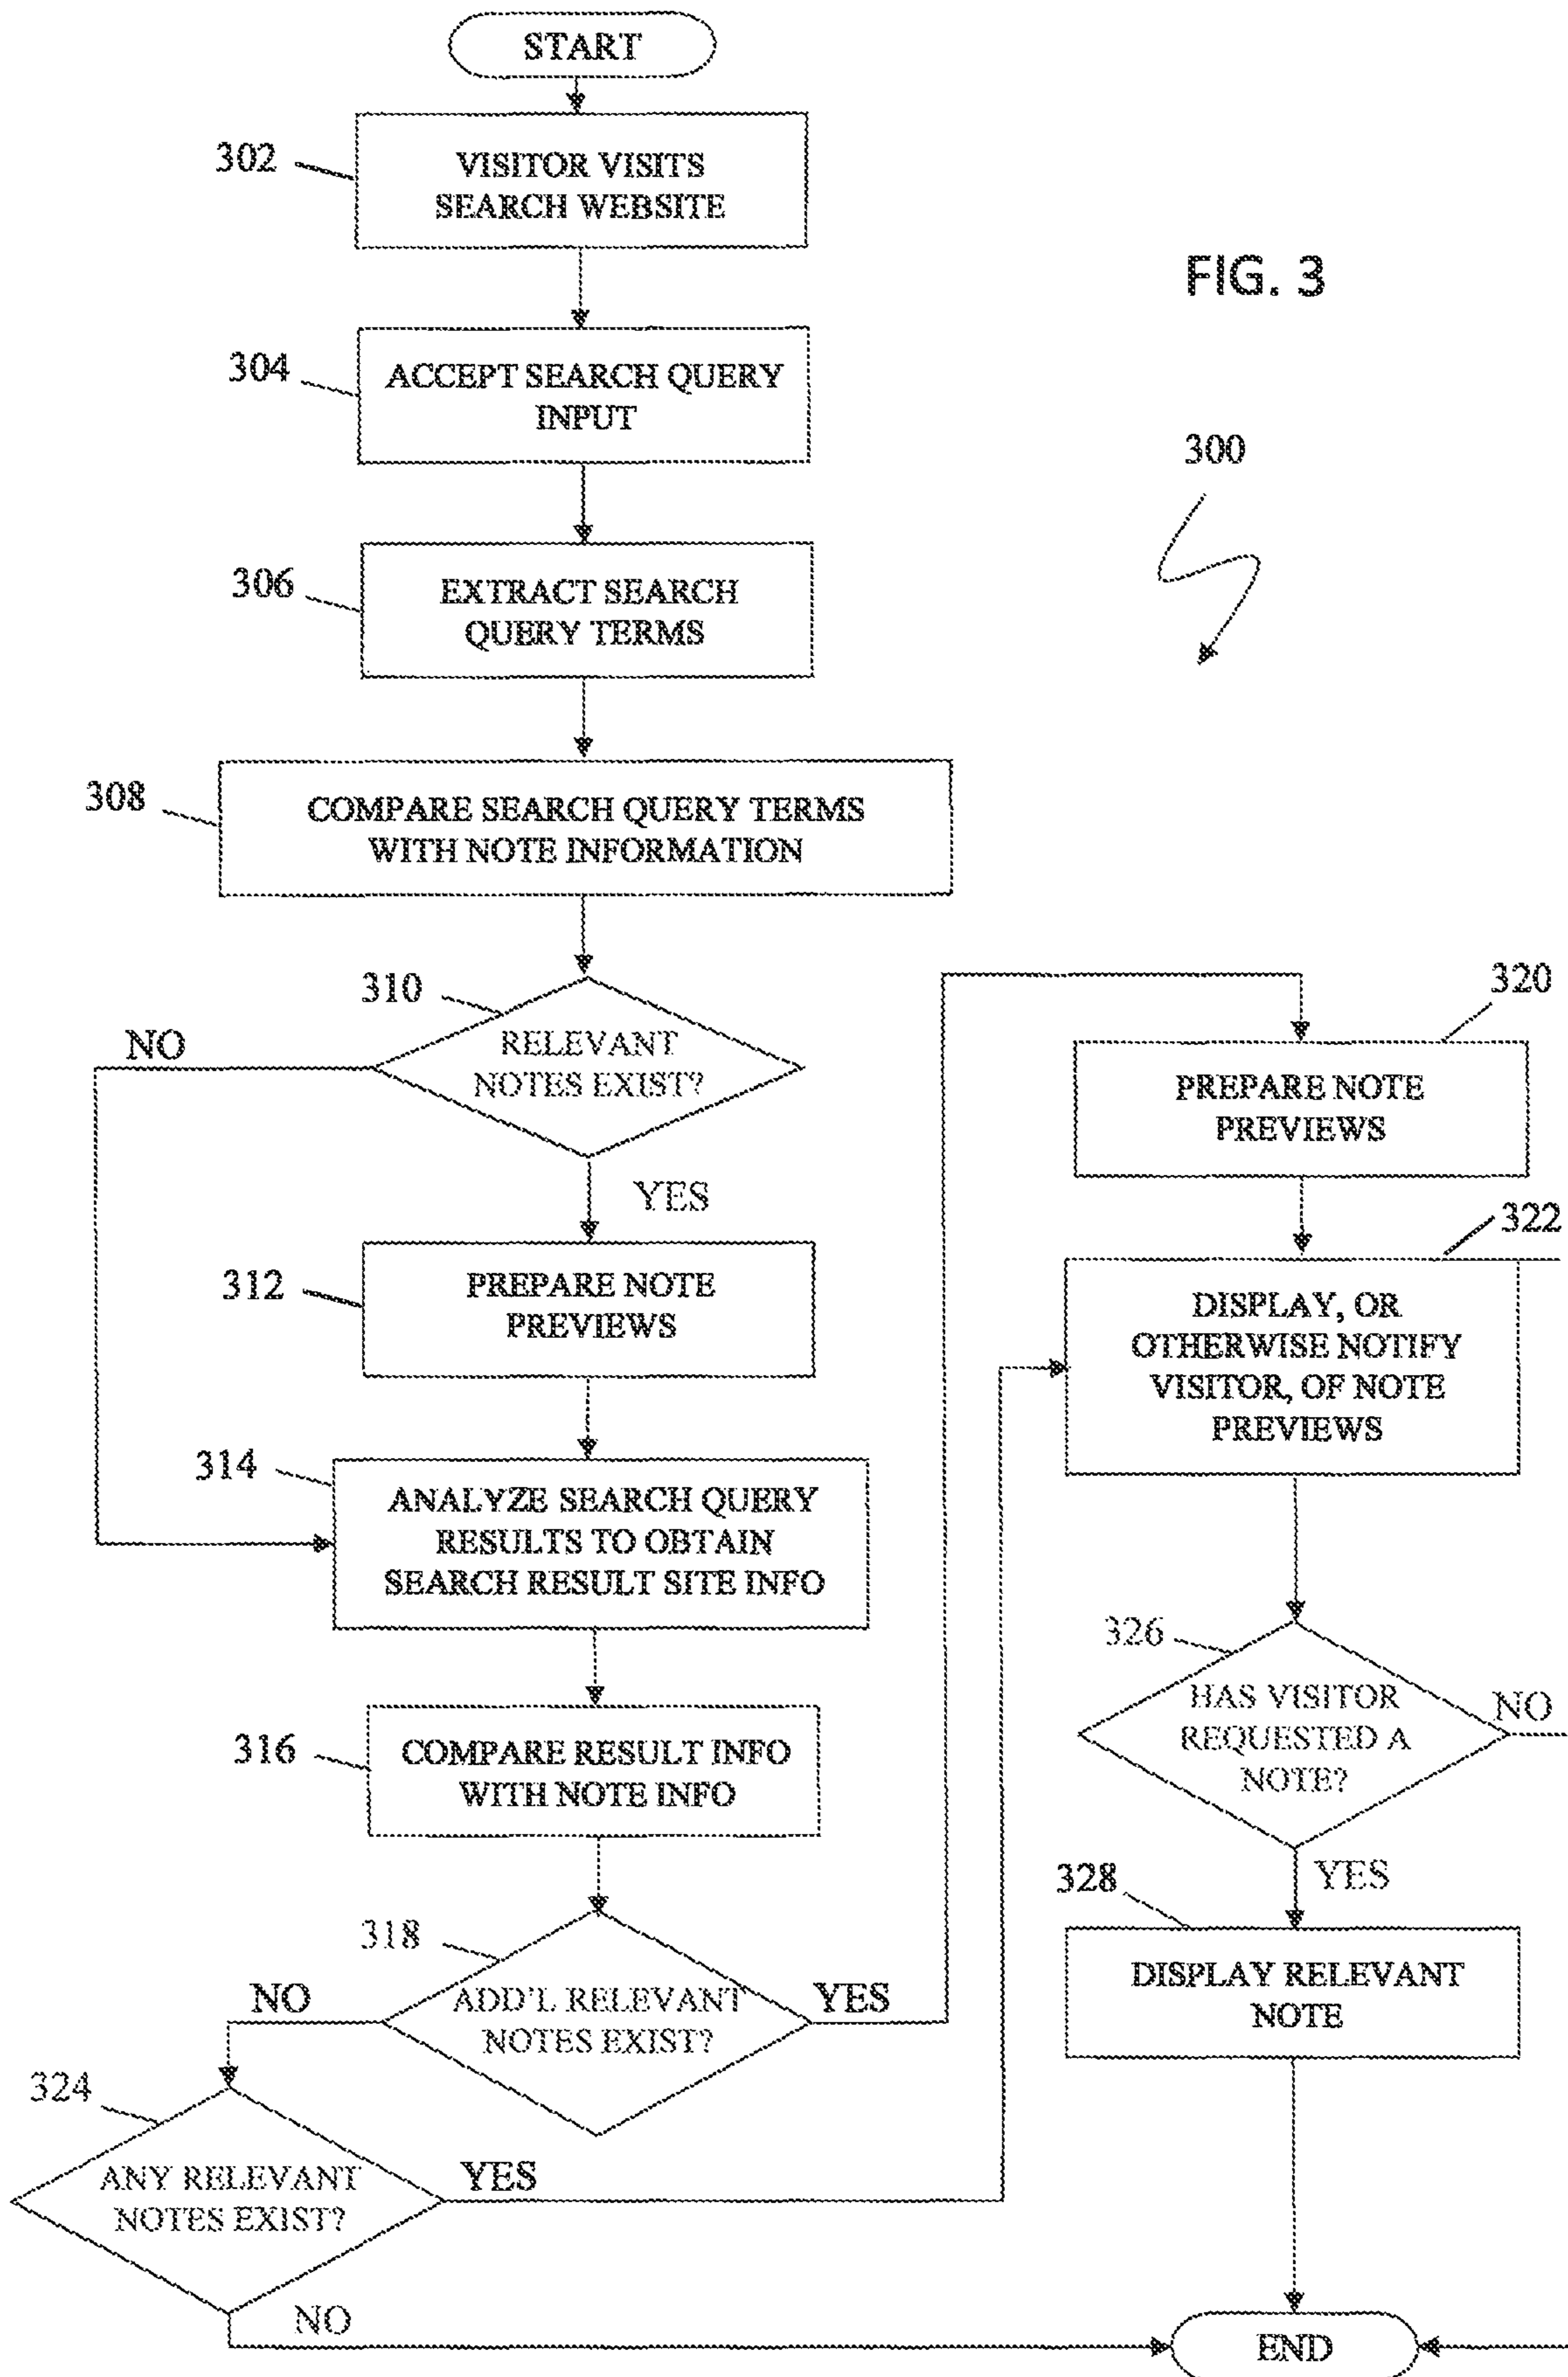 START
302
VISITOR VISITS
SEARCH WEBSITE
FIG. 3
304
ACCEPT SEARCH QUERY
INPUT
300
306
EXTRACT SEARCH
QUERY TERMS
308
COMPARE SEARCH QUERY TERMS
WITH NOTE INFORMATION
310
NO
RELEVANT
NOTES EXIST?
YES
312
PREPARE NOTE
PREVIEWS
314
ANALYZE SEARCH QUERY
RESULTS TO OBTAIN
SEARCH RESULT SITE INFO
316
COMPARE RESULT INFO
WITH NOTE INFO
318
NO
ADD'L RELEVANT
NOTES EXIST?
YES
324
ANY RELEVANT
NOTES EXIST?
YES
NO
320
PREPARE NOTE
PREVIEWS
322
DISPLAY, OR
OTHERWISE NOTIFY
VISITOR, OF NOTE
PREVIEWS
326
HAS VISITOR
REQUESTED A
NOTE?
NO
YES
328
DISPLAY RELEVANT
NOTE
END